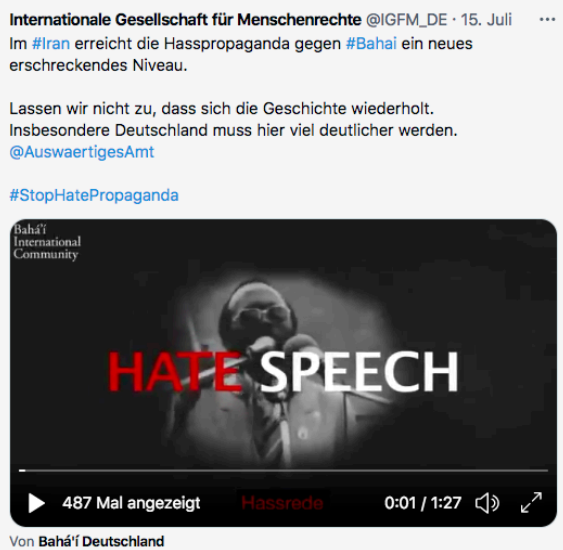 Internationale Gesellschaft für Menschenrechte @IGFM_DE · 15. Juli ···
Im #Iran erreicht die Hasspropaganda gegen #Bahai ein neues
erschreckendes Niveau.
Lassen wir nicht zu, dass sich die Geschichte wiederholt.
Insbesondere Deutschland muss hier viel deutlicher werden.
@AuswaertigesAmt
#StopHatePropaganda
Bahá'í
International
Community
HATE SPEECH
487 Mal angezeigt Hassrede 0:01 / 1:27
Von Bahá'í Deutschland